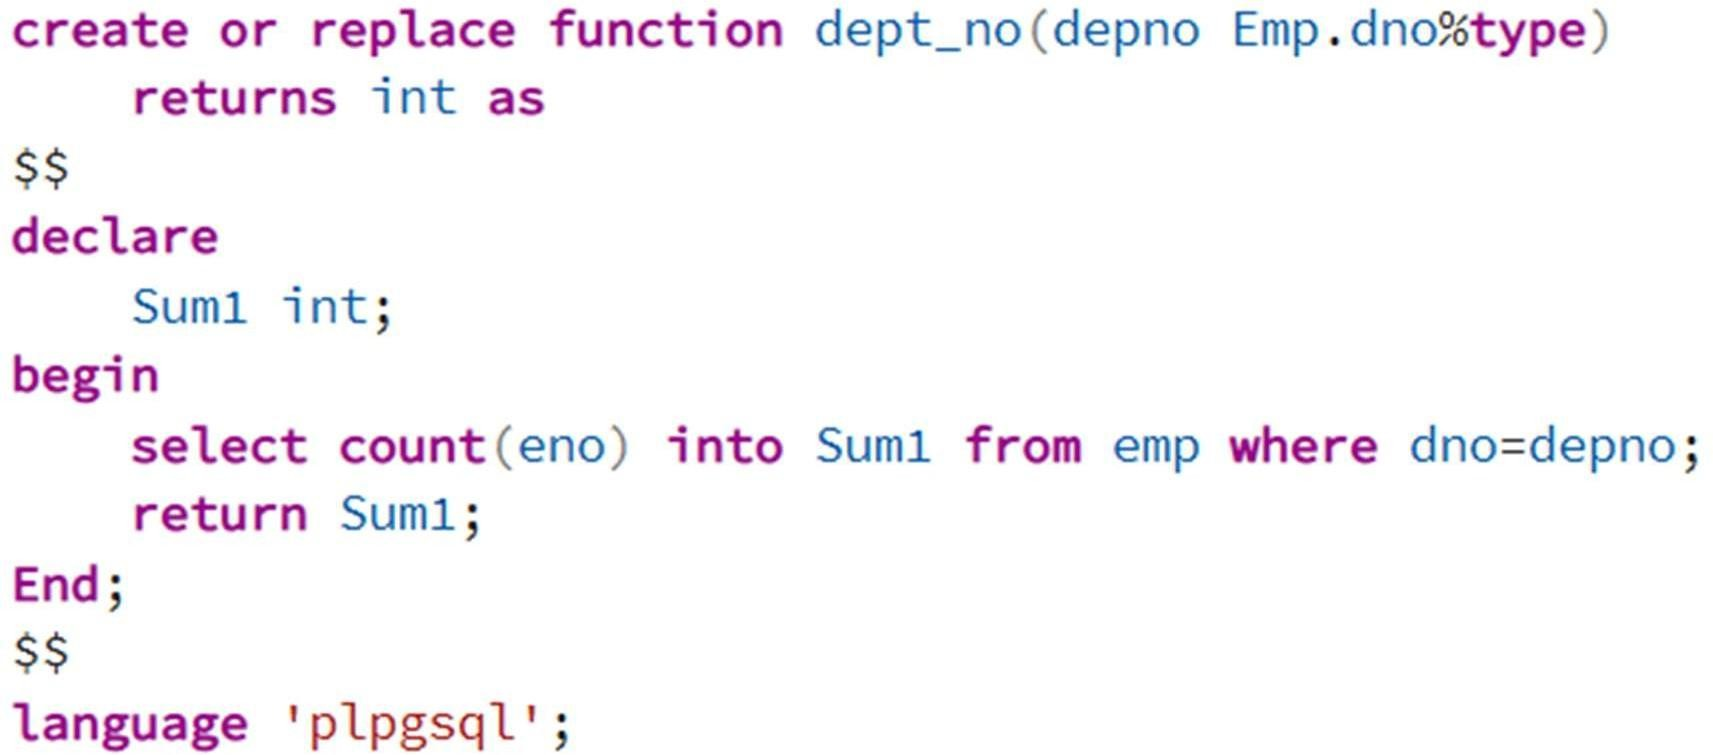 create or replace function dept_no(depno Emp.dno%type)
    returns int as
$$
declare
    Sum1 int;
begin
    select count(eno) into Sum1 from emp where dno=depno;
    return Sum1;
End;
$$
language 'plpgsql';